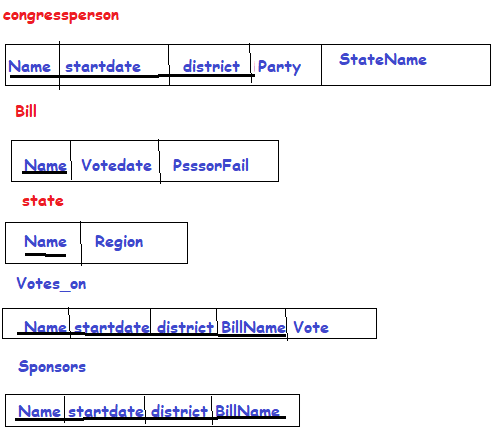 congressperson
Name startdate district Party StateName
Bill
Name Votedate PsssorFail
state
Name Region
Votes_on
Name startdate district BillName Vote
Sponsors
Name startdate district BillName